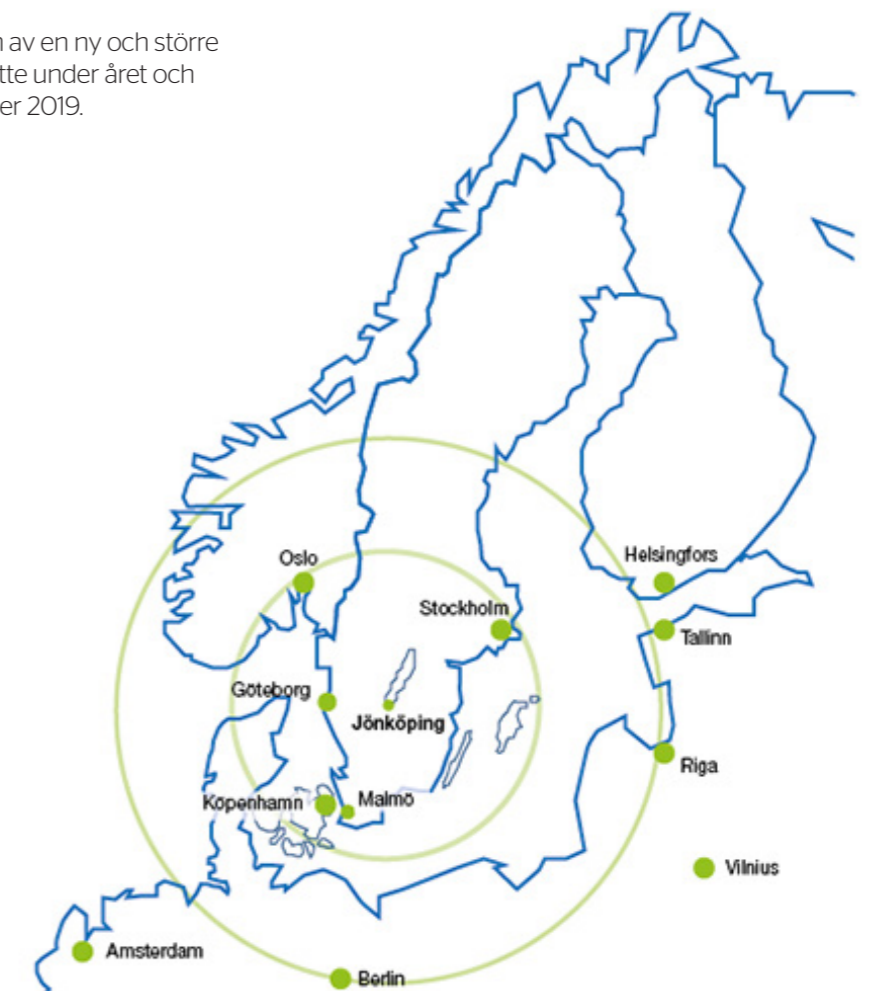 av en ny och större
tte under året och
er 2019.
Oslo
Helsingfors
Stockholm
Tallinn
Göteborg
Jönköping
Riga
Köpenhamn
Malmö
Vilnius
Amsterdam
Berlin